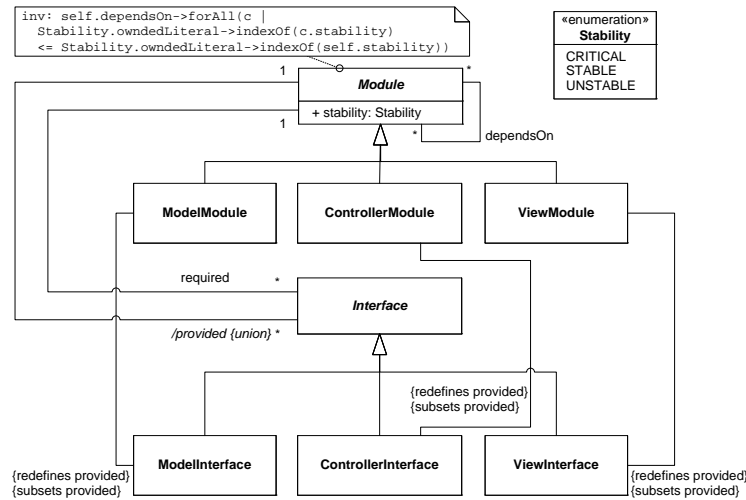 inv: self.dependsOn->forAll(c |
Stability.owndedLiteral->indexOf(c.stability)
<= Stability.owndedLiteral->indexOf(self.stability))
«enumeration»
Stability
CRITICAL
STABLE
UNSTABLE
1
Module
*
+ stability: Stability
1
*
dependsOn
ModelModule
ControllerModule
ViewModule
required
*
Interface
/provided {union} *
{redefines provided}
{subsets provided}
ModelInterface
ControllerInterface
ViewInterface
{redefines provided}
{subsets provided}
{redefines provided}
{subsets provided}